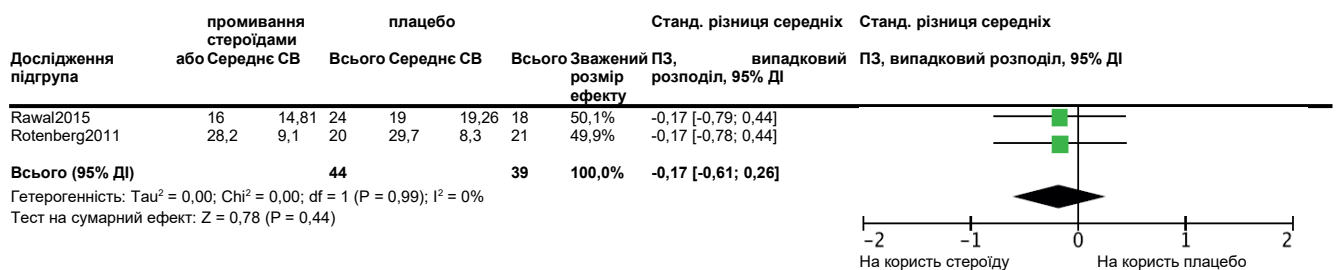 промивання стероїдами плацебо Станд. різниця середніх Станд. різниця середніх
Дослідження або підгрупа Середнє СВ Всього Середнє СВ Всього Зважений розмір ефекту ПЗ, випадковий розподіл, 95% ДІ ПЗ, випадковий розподіл, 95% ДІ
Rawal2015 16 14,81 24 19 19,26 18 50,1% -0,17 [-0,79; 0,44]
Rotenberg2011 28,2 9,1 20 29,7 8,3 21 49,9% -0,17 [-0,78; 0,44]
Всього (95% ДІ) 44 39 100,0% -0,17 [-0,61; 0,26]
Гетерогенність: Tau² = 0,00; Chi² = 0,00; df = 1 (P = 0,99); I² = 0%
Тест на сумарний ефект: Z = 0,78 (P = 0,44)
-2 -1 0 1 2
На користь стероїду На користь плацебо